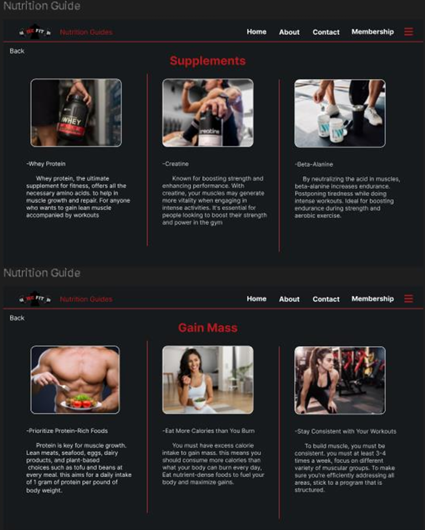 Nutrition Guide
BE FIT
Nutrition Guides
Home About Contact Membership
Back
Supplements
WHEY
creatine
-Whey Protein
Whey protein, the ultimate
supplement for fitness, offers all the
necessary amino acids. to help in
muscle growth and repair. For anyone
who wants to gain lean muscle
accompanied by workouts
-Creatine
Known for boosting strength and
enhancing performance. With
creatine, your muscles may generate
more vitality when engaging in
intense activities. It's essential for
people looking to boost their strength
and power in the gym
-Beta-Alanine
By neutralizing the acid in muscles,
beta-alanine increases endurance.
Postponing tiredness while doing
intense workouts. Ideal for boosting
endurance during strength and
aerobic exercise.
Nutrition Guide
BE FIT
Nutrition Guides
Home About Contact Membership
Back
Gain Mass
-Prioritize Protein-Rich Foods
Protein is key for muscle growth.
Lean meats, seafood, eggs, dairy
products, and plant-based
choices such as tofu and beans at
every meal. this aims for a daily intake
of 1 gram of protein per pound of
body weight.
-Eat More Calories than You Burn
You must have excess calorie
intake to gain mass. this means you
should consume more calories than
what your body can burn every day,
Eat nutrient-dense foods to fuel your
body and maximize gains.
-Stay Consistent with Your Workouts
To build muscle, you must be
consistent. you must at least 3-4
times a week, focus on different
variety of muscular groups. To make
sure you're efficiently addressing all
areas, stick to a program that is
structured.